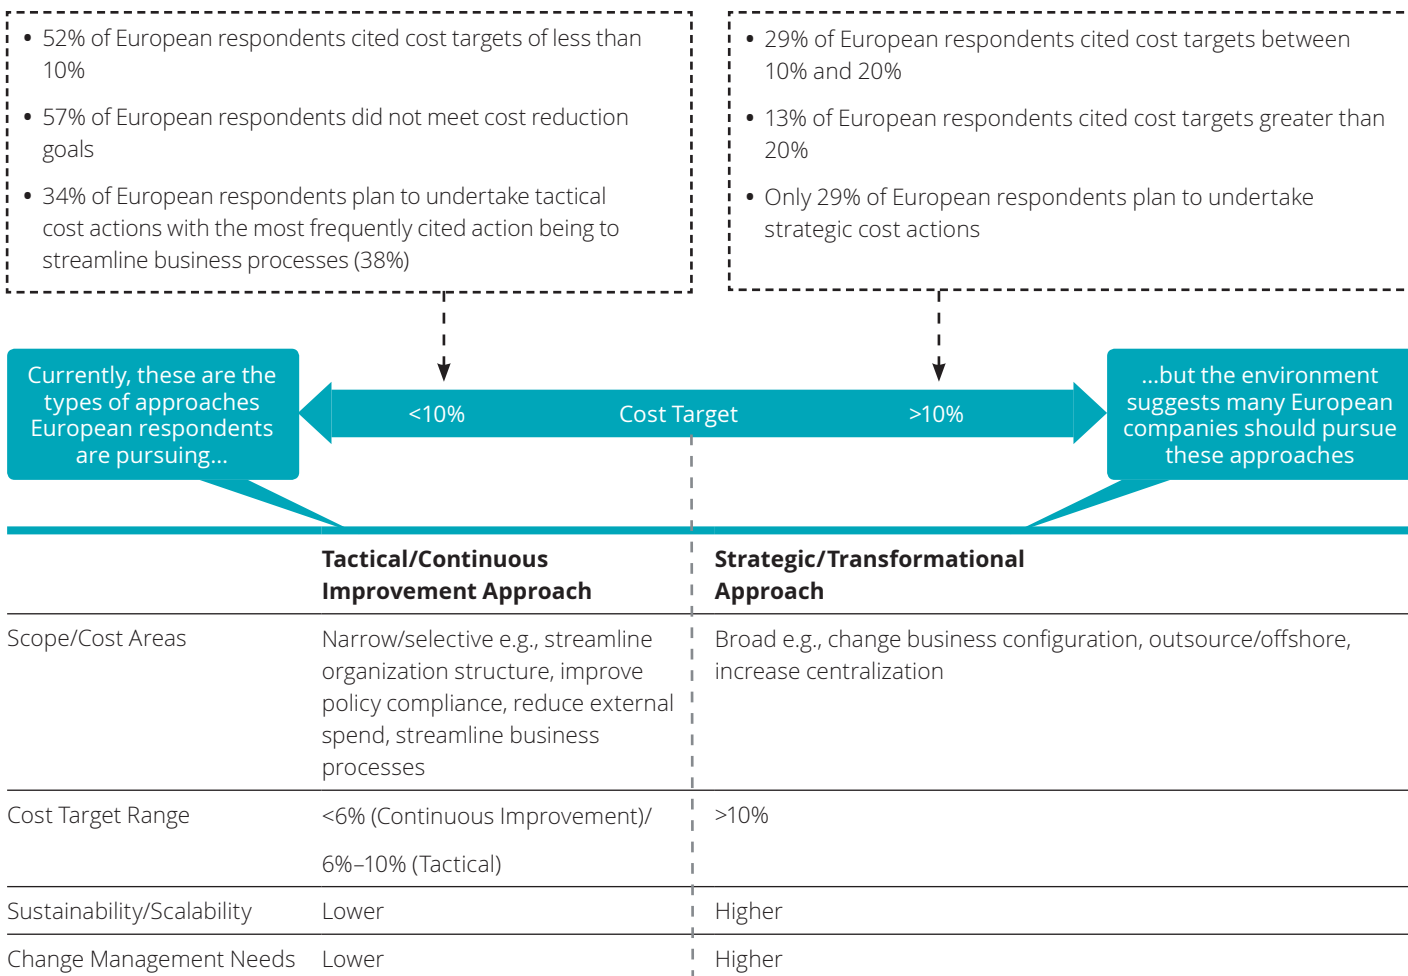 • 52% of European respondents cited cost targets of less than
10%
• 57% of European respondents did not meet cost reduction
goals
• 34% of European respondents plan to undertake tactical
cost actions with the most frequently cited action being to
streamline business processes (38%)
• 29% of European respondents cited cost targets between
10% and 20%
• 13% of European respondents cited cost targets greater than
20%
• Only 29% of European respondents plan to undertake
strategic cost actions
Currently, these are the
types of approaches
European respondents
are pursuing...
<10%
Cost Target
>10%
...but the environment
suggests many European
companies should pursue
these approaches
Tactical/Continuous
Improvement Approach
Strategic/Transformational
Approach
Scope/Cost Areas
Narrow/selective e.g., streamline
organization structure, improve
policy compliance, reduce external
spend, streamline business
processes
Broad e.g., change business configuration, outsource/offshore,
increase centralization
Cost Target Range
<6% (Continuous Improvement)/
6%–10% (Tactical)
>10%
Sustainability/Scalability
Lower
Higher
Change Management Needs
Lower
Higher